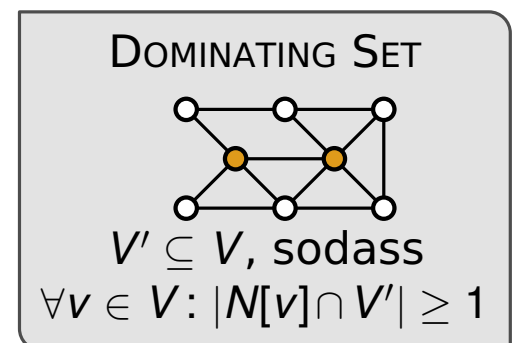 DOMINATING SET
V′ ⊆ V, sodass
∀v ∈ V: |N[v]∩V′| ≥ 1